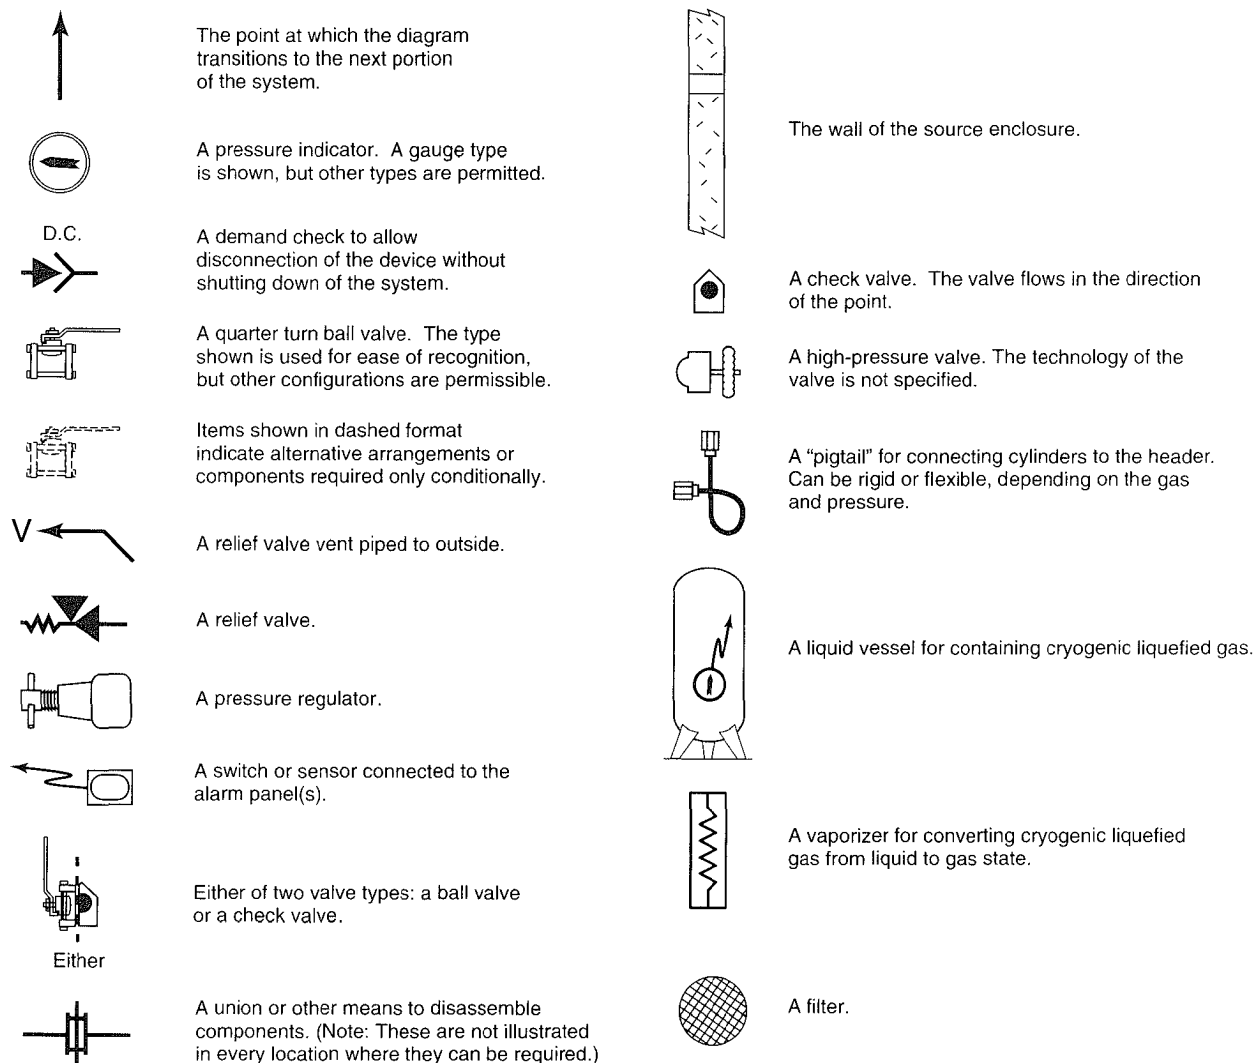 The point at which the diagram
transitions to the next portion
of the system.
A pressure indicator. A gauge type
is shown, but other types are permitted.
D.C.
A demand check to allow
disconnection of the device without
shutting down of the system.
A quarter turn ball valve. The type
shown is used for ease of recognition,
but other configurations are permissible.
Items shown in dashed format
indicate alternative arrangements or
components required only conditionally.
V
A relief valve vent piped to outside.
A relief valve.
A pressure regulator.
A switch or sensor connected to the
alarm panel(s).
Either of two valve types: a ball valve
or a check valve.
Either
A union or other means to disassemble
components. (Note: These are not illustrated
in every location where they can be required.)
The wall of the source enclosure.
A check valve. The valve flows in the direction
of the point.
A high-pressure valve. The technology of the
valve is not specified.
A “pigtail” for connecting cylinders to the header.
Can be rigid or flexible, depending on the gas
and pressure.
A liquid vessel for containing cryogenic liquefied gas.
A vaporizer for converting cryogenic liquefied
gas from liquid to gas state.
A filter.